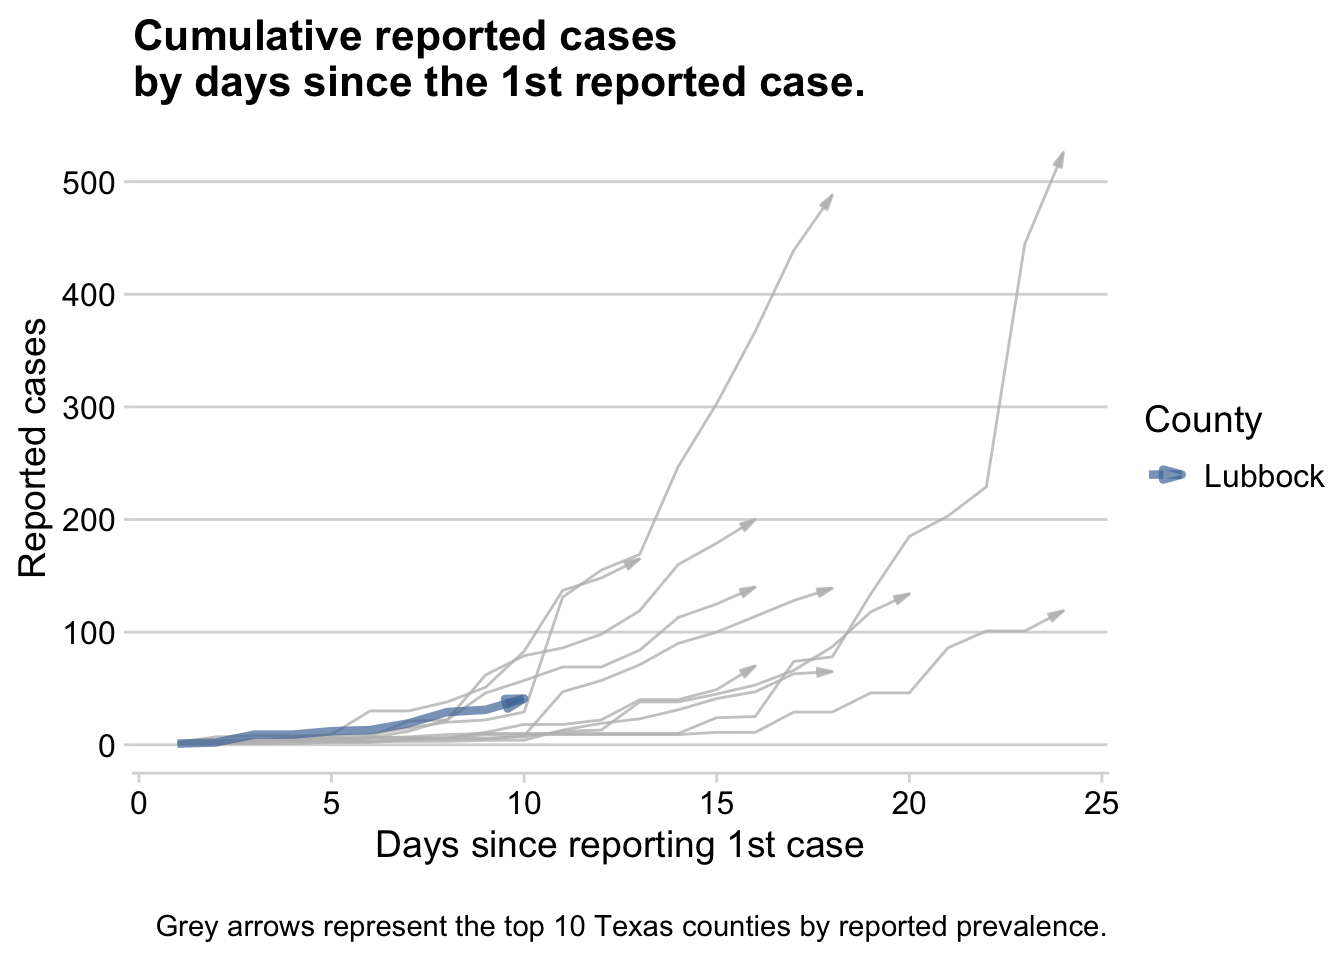 Cumulative reported cases
by days since the 1st reported case.
500
400
300
200
100
0
Reported cases
0 5 10 15 20 25
Days since reporting 1st case
County
Lubbock
Grey arrows represent the top 10 Texas counties by reported prevalence.